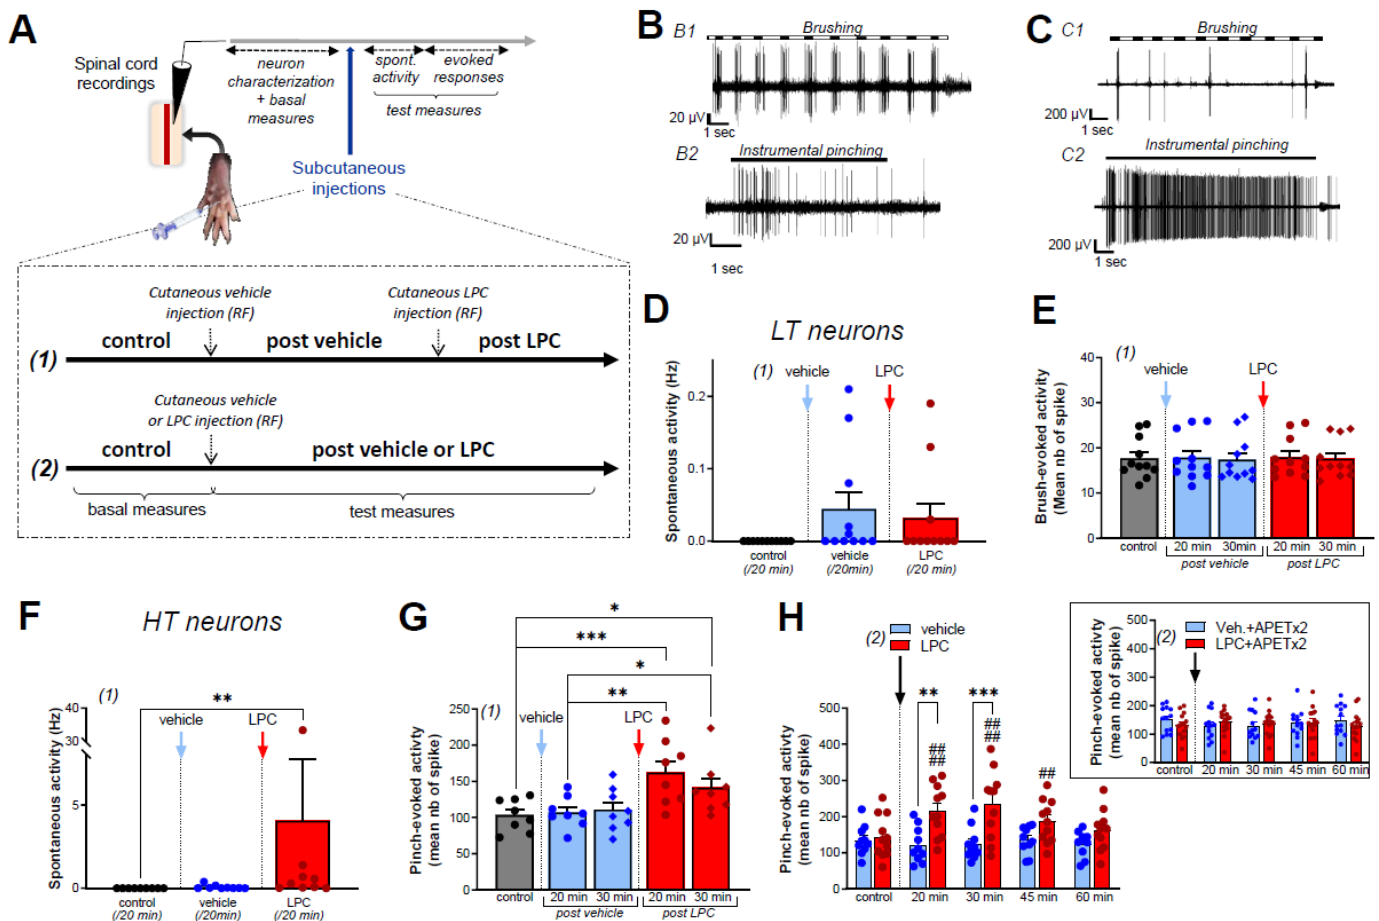 A
Spinal cord
recordings
neuron
characterization
+ basal
measures
spont.
activity
evoked
responses
test measures
Subcutaneous
injections
Cutaneous vehicle
injection (RF)
Cutaneous LPC
injection (RF)
control
post vehicle
post LPC
(1)
Cutaneous vehicle
or LPC injection (RF)
control
post vehicle or LPC
(2)
basal measures
test measures
B
B1
Brushing
20 µV
1 sec
B2
Instrumental pinching
20 µV
1 sec
C
C1
Brushing
200 µV
1 sec
C2
Instrumental pinching
200 µV
1 sec
D
LT neurons
(1)
vehicle
LPC
Spontaneous activity (Hz)
0.2
0.1
0.0
control
(/20 min)
vehicle
(/20min)
LPC
(/20 min)
E
(1)
vehicle
LPC
Brush-evoked activity
(Mean nb of spike)
40
30
20
10
0
control
20 min
30min
20 min
30 min
post vehicle
post LPC
F
HT neurons
(1)
**
vehicle
LPC
Spontaneous activity (Hz)
40
30
5
0
control
(/20 min)
vehicle
(/20min)
LPC
(/20 min)
G
*
***
*
**
(1)
vehicle
LPC
Pinch-evoked activity
(mean nb of spike)
250
200
150
100
50
0
control
20 min
30 min
20 min
30 min
post vehicle
post LPC
H
(2)
vehicle
LPC
**
***
##
##
##
##
##
Pinch-evoked activty
(mean nb of spike)
500
400
300
200
100
0
control
20 min
30 min
45 min
60 min
(2)
Veh.+APETx2
LPC+APETx2
Pinch-evoked activty
(mean nb of spike)
500
400
300
200
100
0
control
20 min
30 min
45 min
60 min